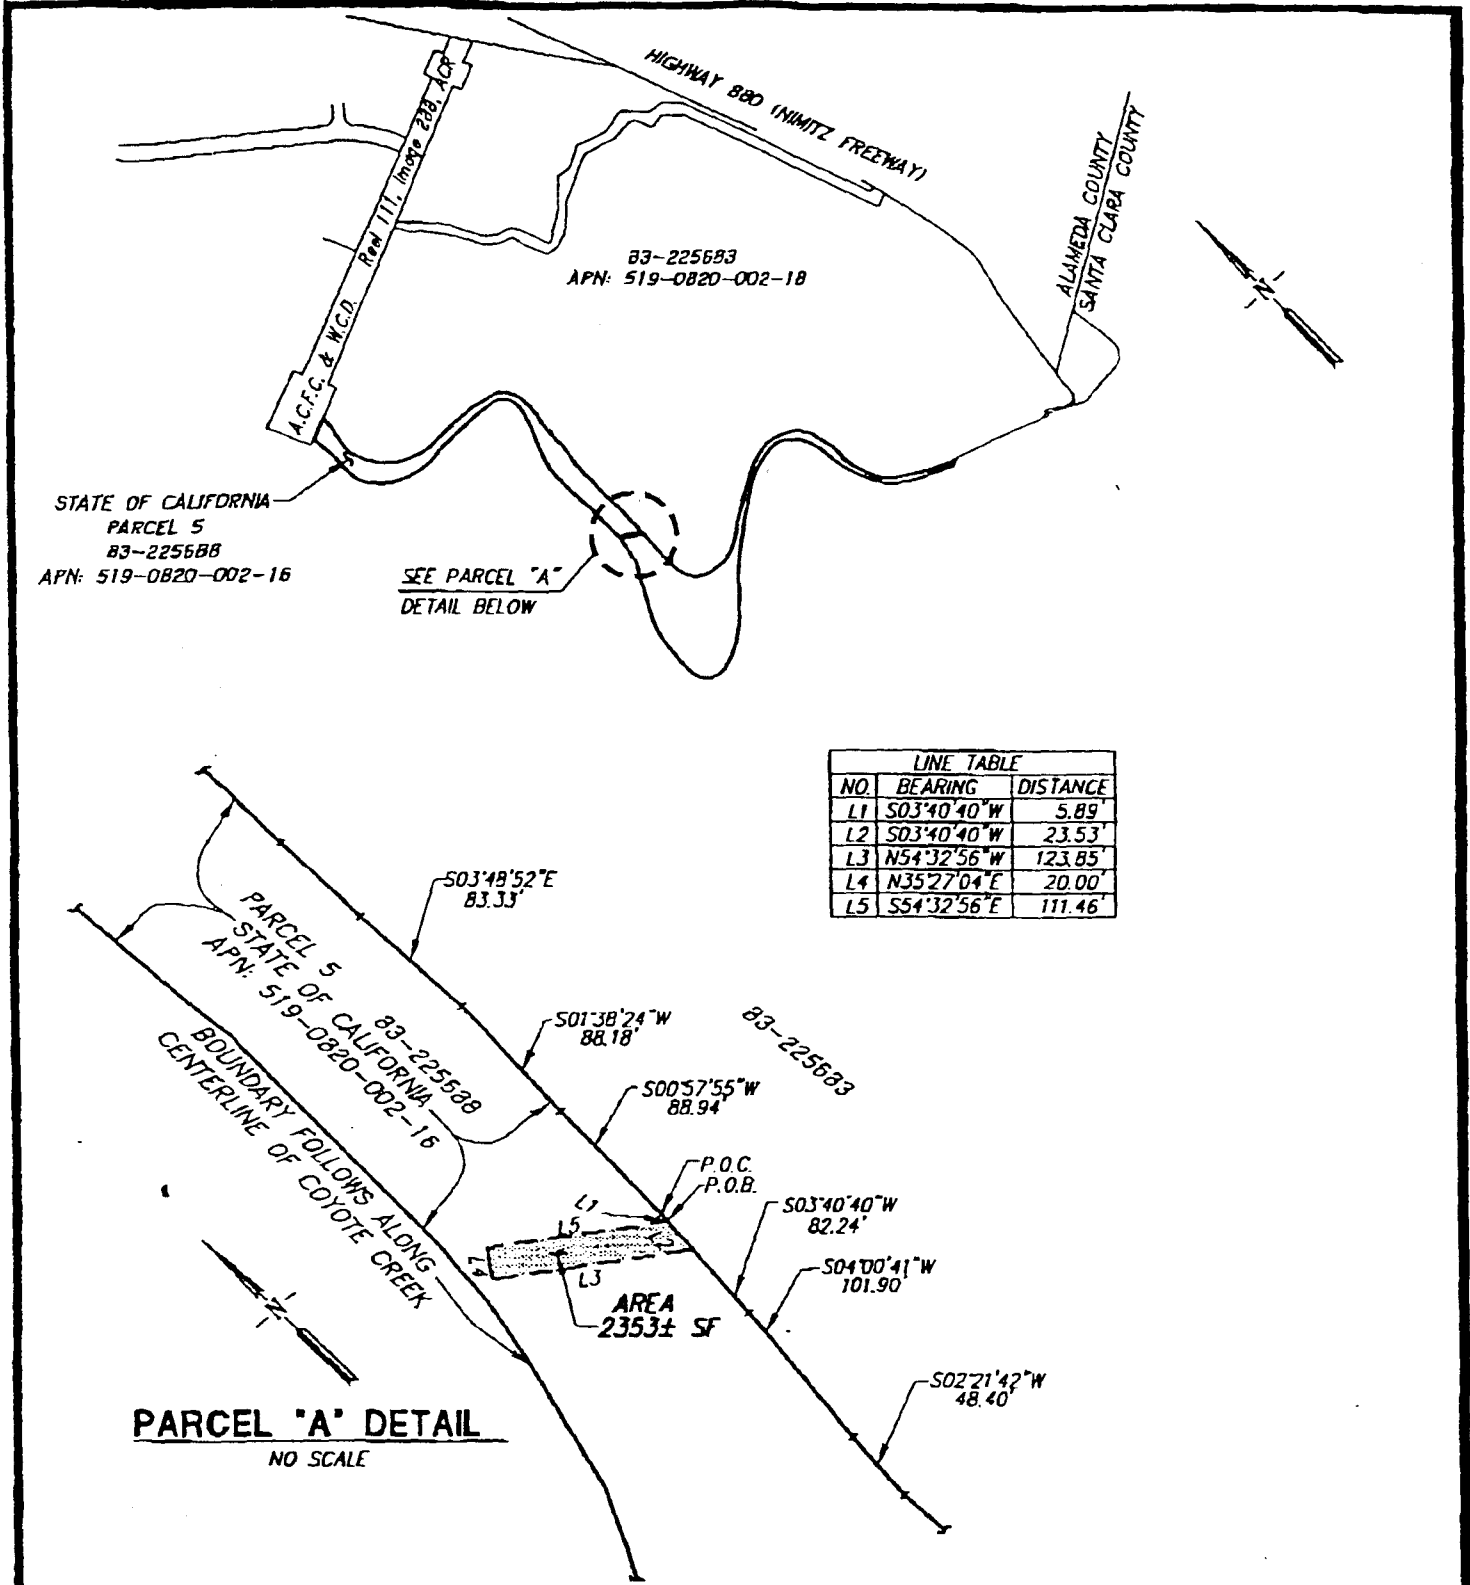 HIGHWAY 880 (NIMITZ FREEWAY)
ALAMEDA COUNTY
SANTA CLARA COUNTY
A.C.F.C. & W.C.D. Reel 111, Image 233, ACR
83-225683
APN: 519-0820-002-18
N
STATE OF CALIFORNIA
PARCEL 5
83-225688
APN: 519-0820-002-16
SEE PARCEL "A"
DETAIL BELOW
LINE TABLE
NO. BEARING DISTANCE
L1 S03°40'40"W 5.89'
L2 S03°40'40"W 23.53'
L3 N54°32'56"W 123.85'
L4 N35°27'04"E 20.00'
L5 S54°32'56"E 111.46'
S03°48'52"E
83.33'
PARCEL 5
STATE OF CALIFORNIA
APN: 519-0820-002-16
83-225688
S01°38'24"W
88.18'
83-225683
S00°57'55"W
88.94'
BOUNDARY FOLLOWS ALONG
CENTERLINE OF COYOTE CREEK
P.O.C.
P.O.B.
L1
L5
L2
L4
L3
S03°40'40"W
82.24'
S04°00'41"W
101.90'
AREA
2353± SF
N
S02°21'42"W
48.40'
PARCEL "A" DETAIL
NO SCALE